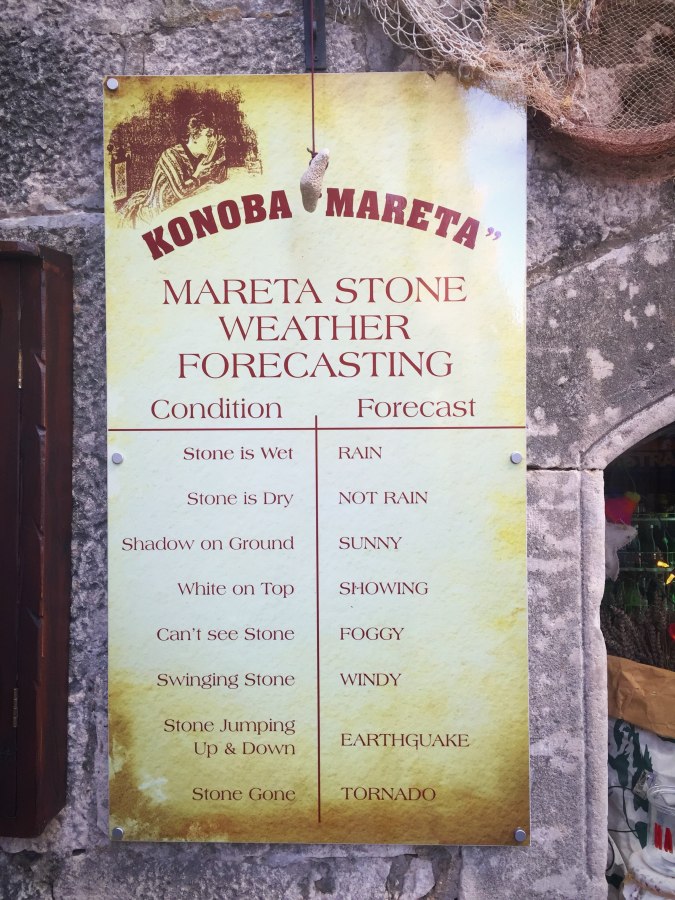 KONOBA MARETA”
MARETA STONE
WEATHER
FORECASTING
Condition Forecast
Stone is Wet RAIN
Stone is Dry NOT RAIN
Shadow on Ground SUNNY
White on Top SHOWING
Can't see Stone FOGGY
Swinging Stone WINDY
Stone Jumping
Up & Down EARTHGUAKE
Stone Gone TORNADO